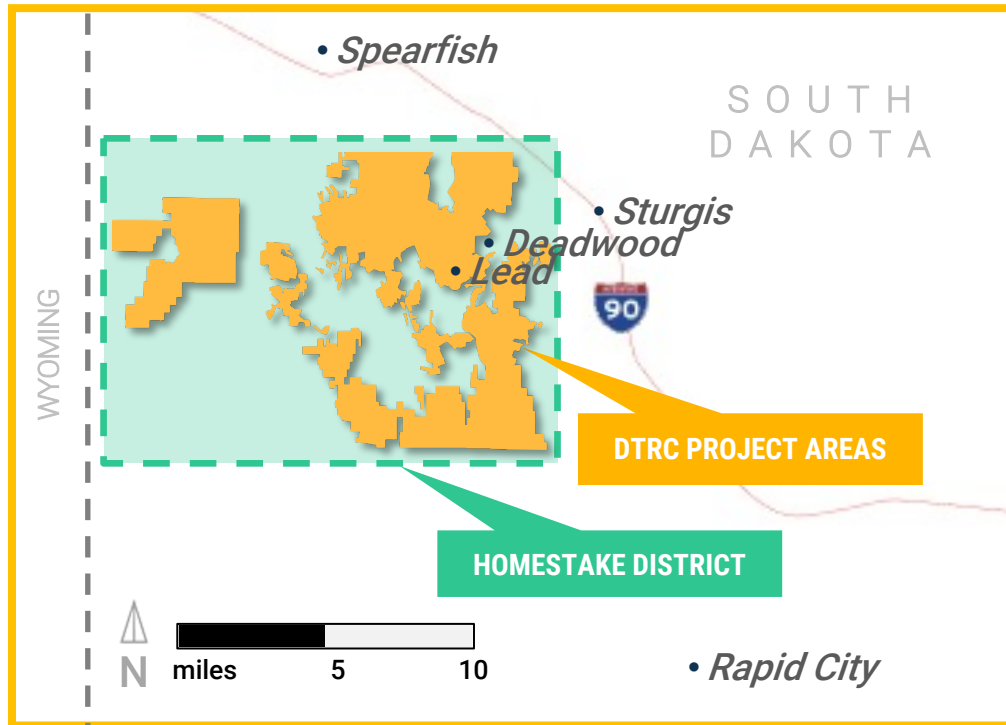 Spearfish
SOUTH
DAKOTA
Sturgis
Deadwood
Lead
90
WYOMING
DTRC PROJECT AREAS
HOMESTAKE DISTRICT
N
miles 5 10
Rapid City